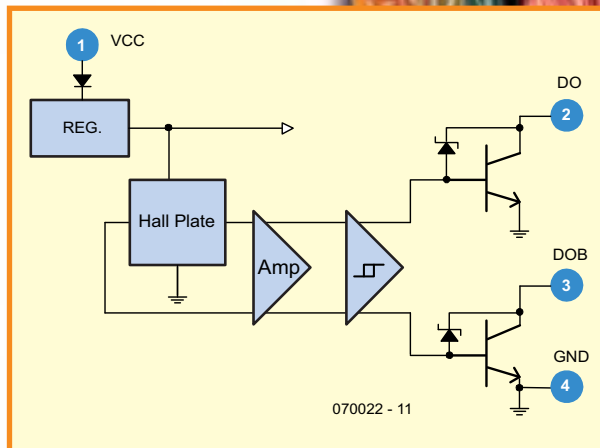 1 VCC
REG.
DO
2
Hall Plate
Amp
DOB
3
GND
4
070022 - 11